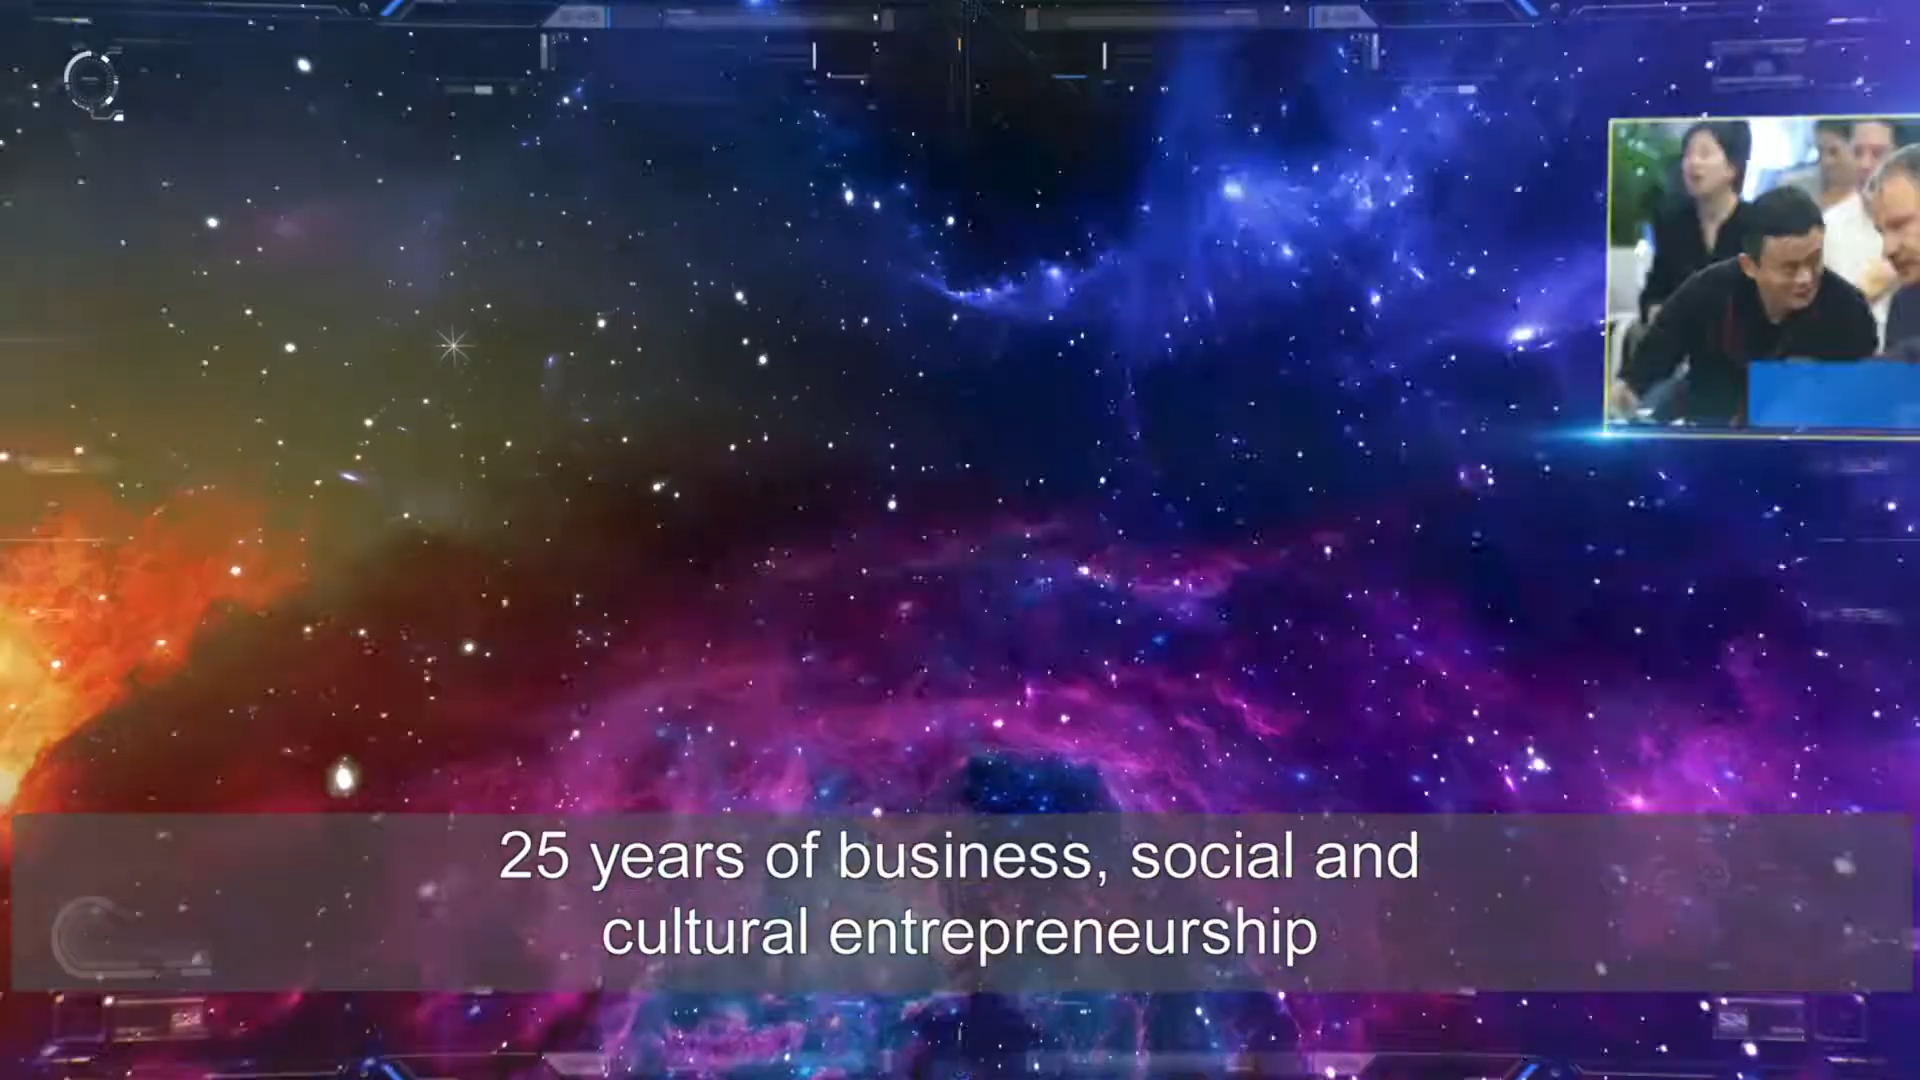 25 years of business, social and
cultural entrepreneurship